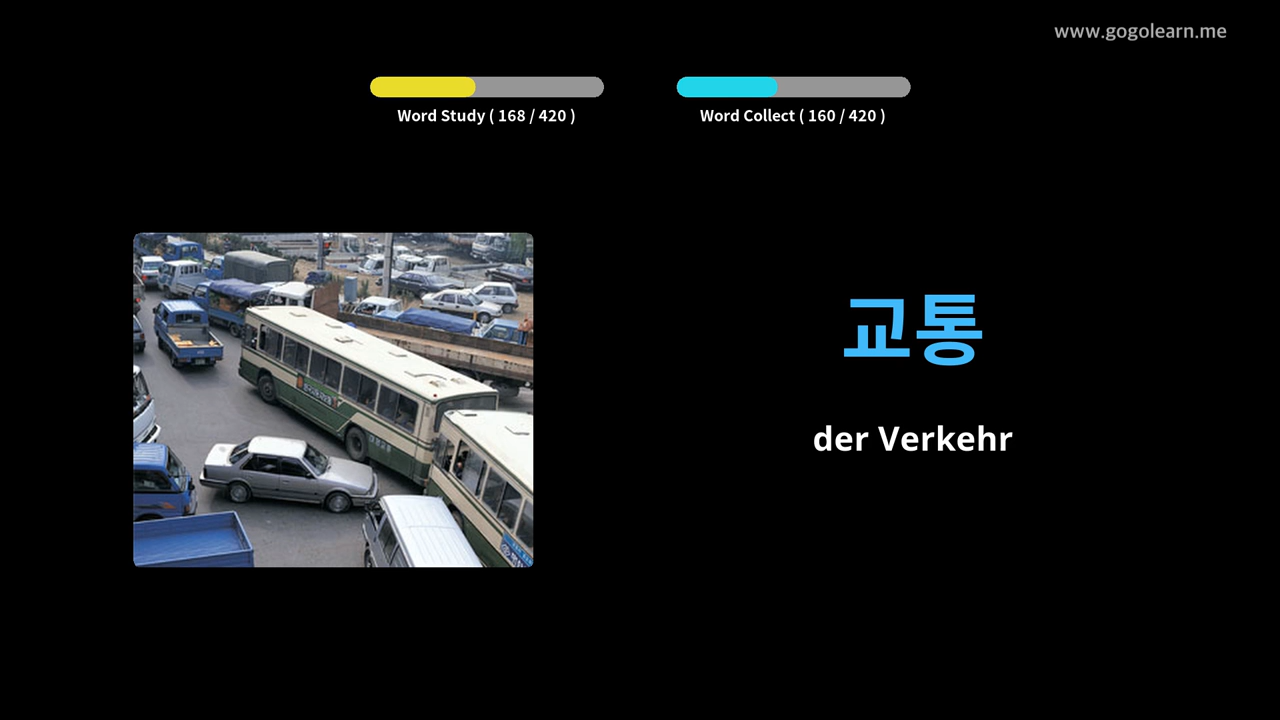 www.gogolearn.me
Word Study ( 168 / 420 )
Word Collect ( 160 / 420 )
교통
der Verkehr